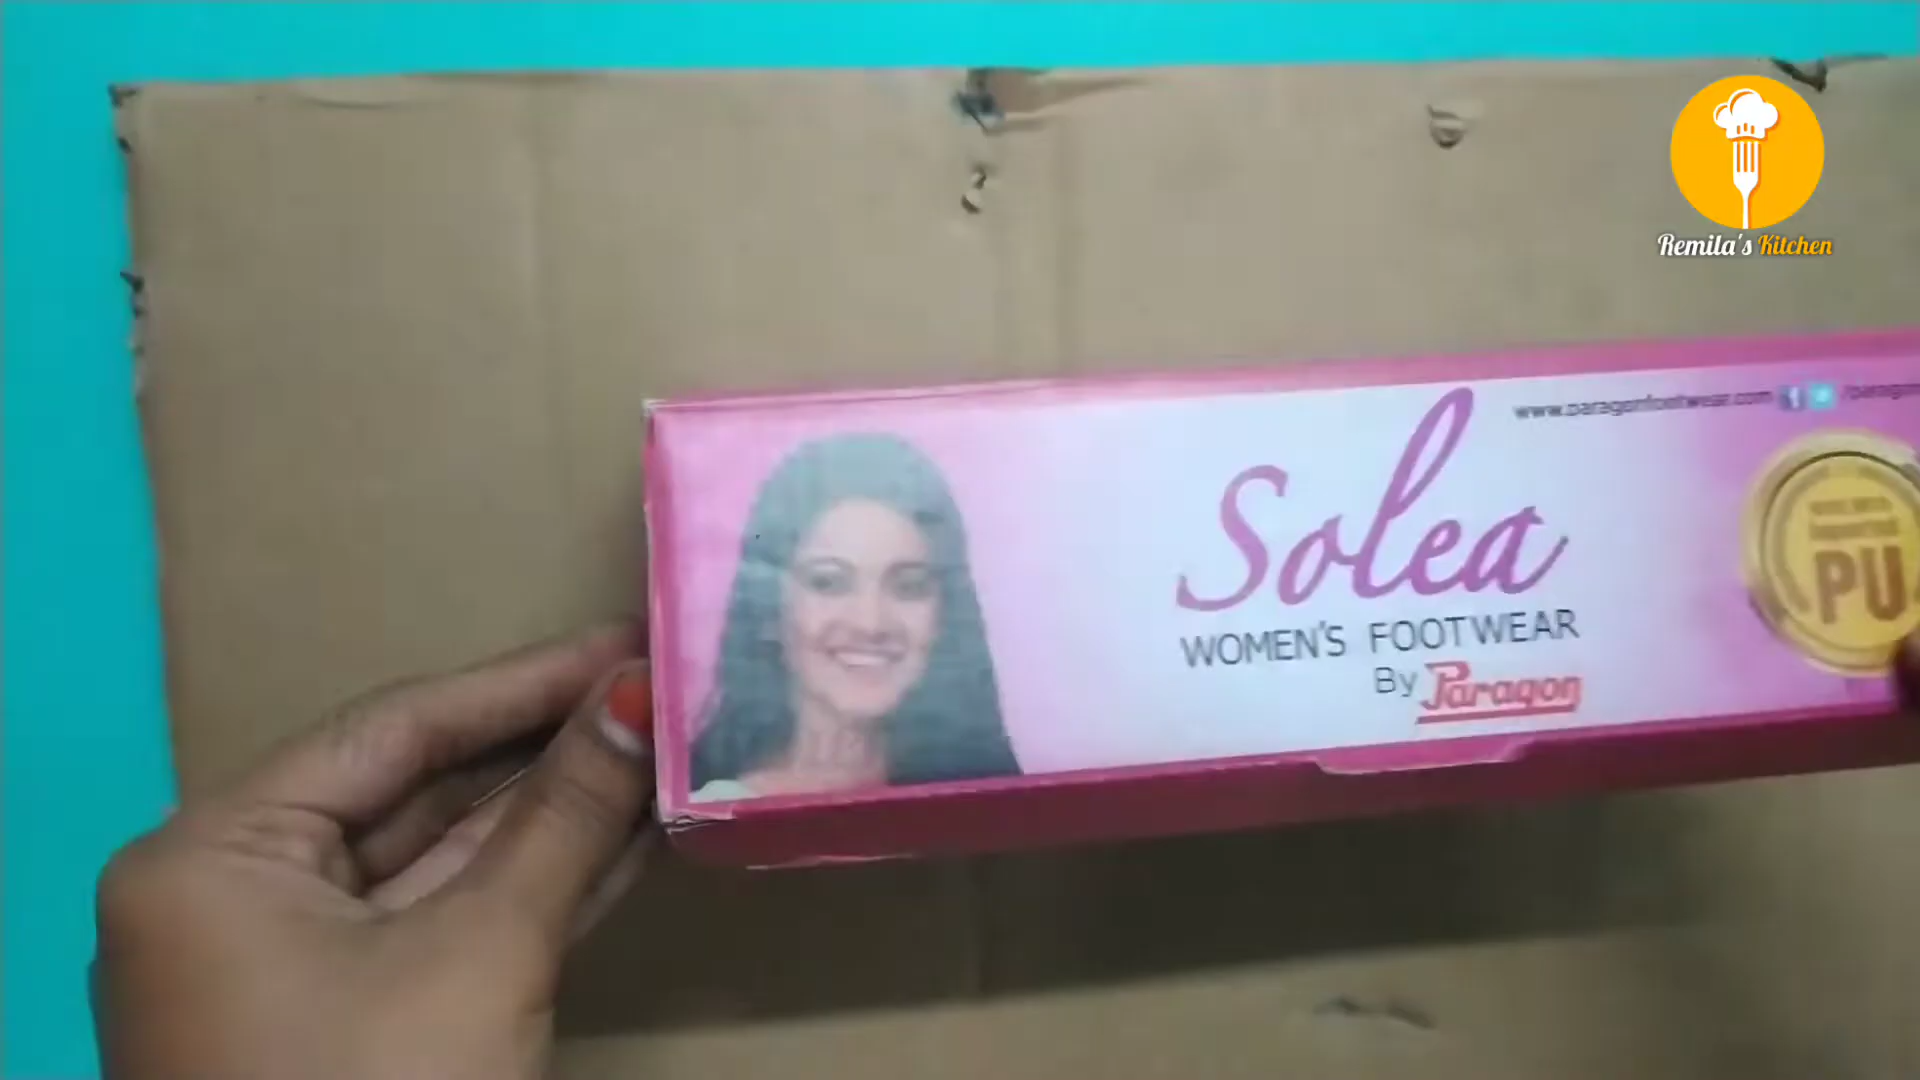 Remila's Kitchen
www.paragonfootwear.com
Solea
WOMEN'S FOOTWEAR
By Paragon
PU